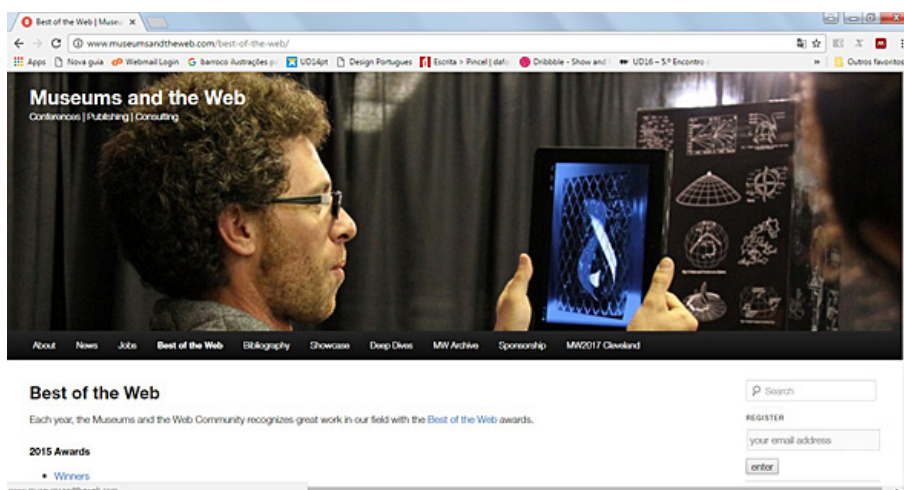 Best of the Web | Museu
www.museumsandtheweb.com/best-of-the-web/
Apps Nova guia Webmail Login barroco ilustrações p UD14pt Design Portugues Escrita > Pincel | dafo Dribbble - Show and UD16 – 5.º Encontro » Outros favoritos
Museums and the Web
Conferences | Publishing | Consulting
About News Jobs Best of the Web Bibliography Showcase Deep Dives MW Archive Sponsorship MW2017 Cleveland
Best of the Web
Search
Each year, the Museums and the Web Community recognizes great work in our field with the Best of the Web awards.
REGISTER
your email address
2015 Awards
enter
Winners
www.museumsandtheweb.com